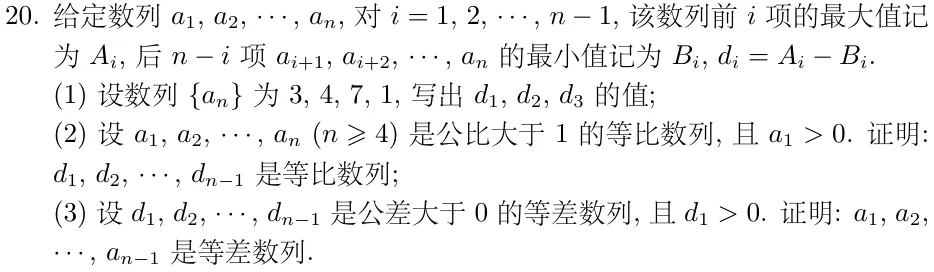 20. 给定数列 a₁, a₂, ···, aₙ, 对 i = 1, 2, ···, n − 1, 该数列前 i 项的最大值记
为 Aᵢ, 后 n − i 项 aᵢ₊₁, aᵢ₊₂, ···, aₙ 的最小值记为 Bᵢ, dᵢ = Aᵢ − Bᵢ.
(1) 设数列 {aₙ} 为 3, 4, 7, 1, 写出 d₁, d₂, d₃ 的值;
(2) 设 a₁, a₂, ···, aₙ (n ⩾ 4) 是公比大于 1 的等比数列, 且 a₁ > 0. 证明:
d₁, d₂, ···, dₙ₋₁ 是等比数列;
(3) 设 d₁, d₂, ···, dₙ₋₁ 是公差大于 0 的等差数列, 且 d₁ > 0. 证明: a₁, a₂,
···, aₙ₋₁ 是等差数列.